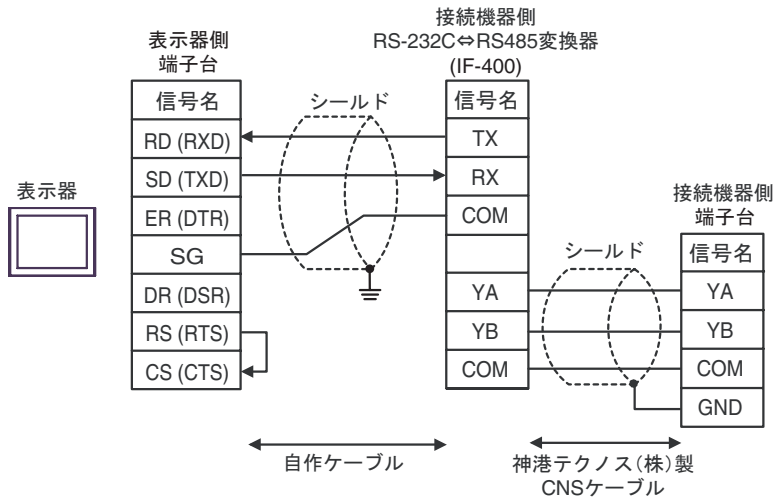 接続機器側
RS-232C⇔RS485変換器
(IF-400)
表示器側
端子台
信号名
RD (RXD)
SD (TXD)
ER (DTR)
SG
DR (DSR)
RS (RTS)
CS (CTS)
表示器
シールド
信号名
TX
RX
COM
YA
YB
COM
シールド
接続機器側
端子台
信号名
YA
YB
COM
GND
自作ケーブル
神港テクノス(株)製
CNSケーブル